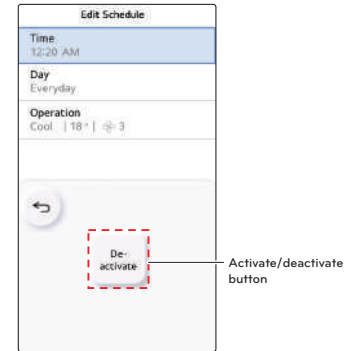 Edit Schedule
Time
12:20 AM
Day
Everyday
Operation
Cool | 18° | 3
De-
activate
Activate/deactivate
button